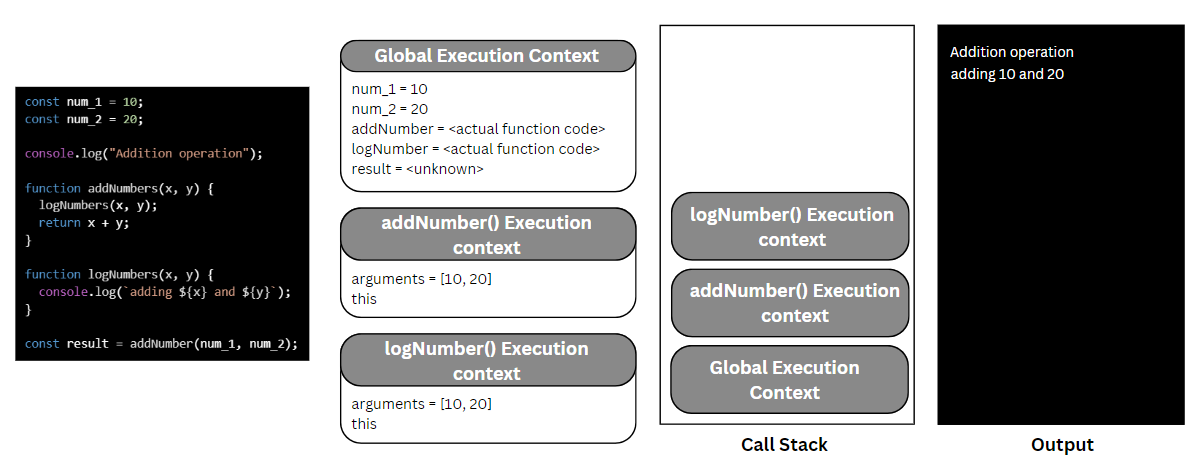 const num_1 = 10;
const num_2 = 20;
console.log("Addition operation");
function addNumbers(x, y) {
logNumbers(x, y);
return x + y;
}
function logNumbers(x, y) {
console.log(`adding ${x} and ${y}`);
}
const result = addNumber(num_1, num_2);
Global Execution Context
num_1 = 10
num_2 = 20
addNumber = <actual function code>
logNumber = <actual function code>
result = <unknown>
addNumber() Execution
context
arguments = [10, 20]
this
logNumber() Execution
context
arguments = [10, 20]
this
logNumber() Execution
context
addNumber() Execution
context
Global Execution
Context
Call Stack
Addition operation
adding 10 and 20
Output